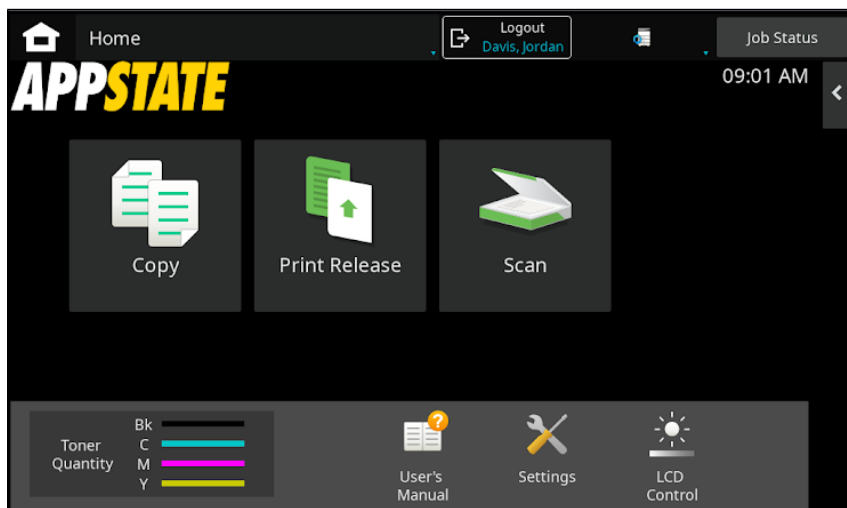 Home
Logout
Davis, Jordan
Job Status
APPSTATE
09:01 AM
Copy
Print Release
Scan
Toner
Quantity
Bk
C
M
Y
?
User's
Manual
Settings
LCD
Control